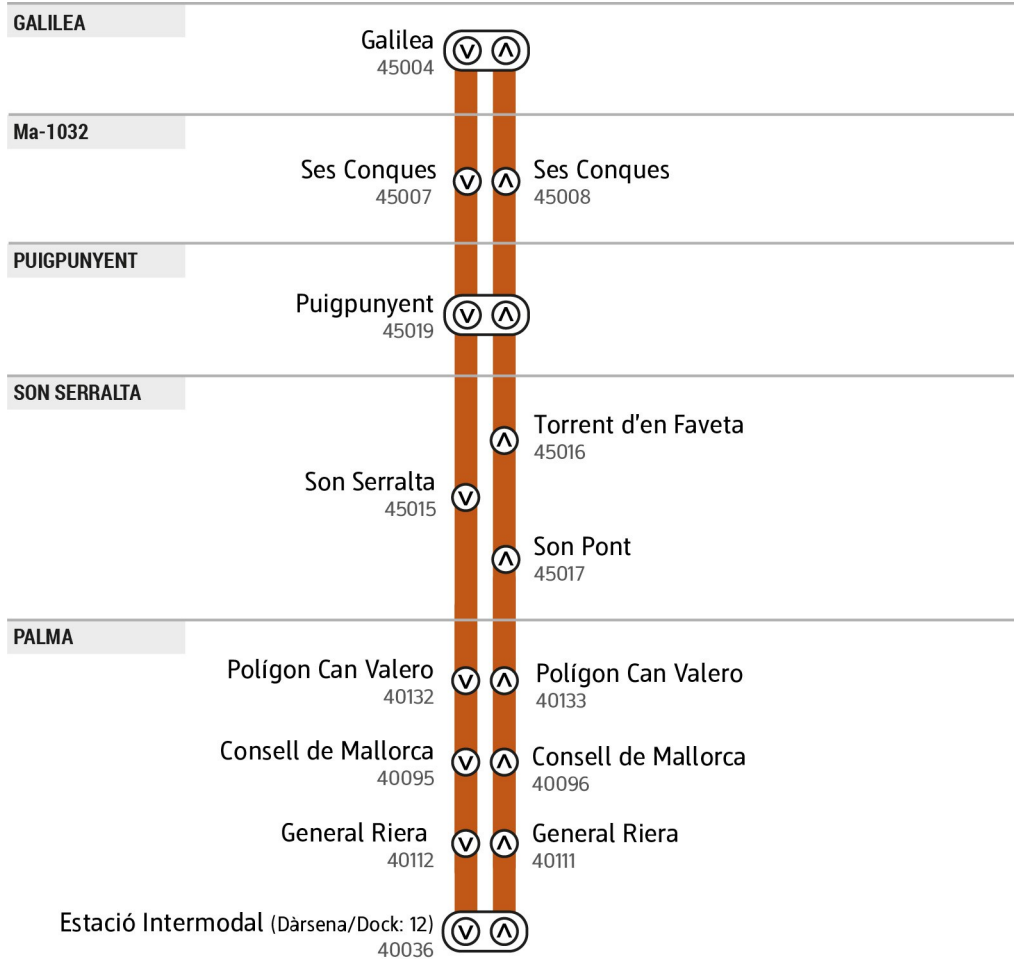 GALILEA
Galilea
45004
Ma-1032
Ses Conques
45007
Ses Conques
45008
PUIGPUNYENT
Puigpunyent
45019
SON SERRALTA
Torrent d'en Faveta
45016
Son Serralta
45015
Son Pont
45017
PALMA
Polígon Can Valero
40132
Polígon Can Valero
40133
Consell de Mallorca
40095
Consell de Mallorca
40096
General Riera
40112
General Riera
40111
Estació Intermodal (Dàrsena/Dock: 12)
40036